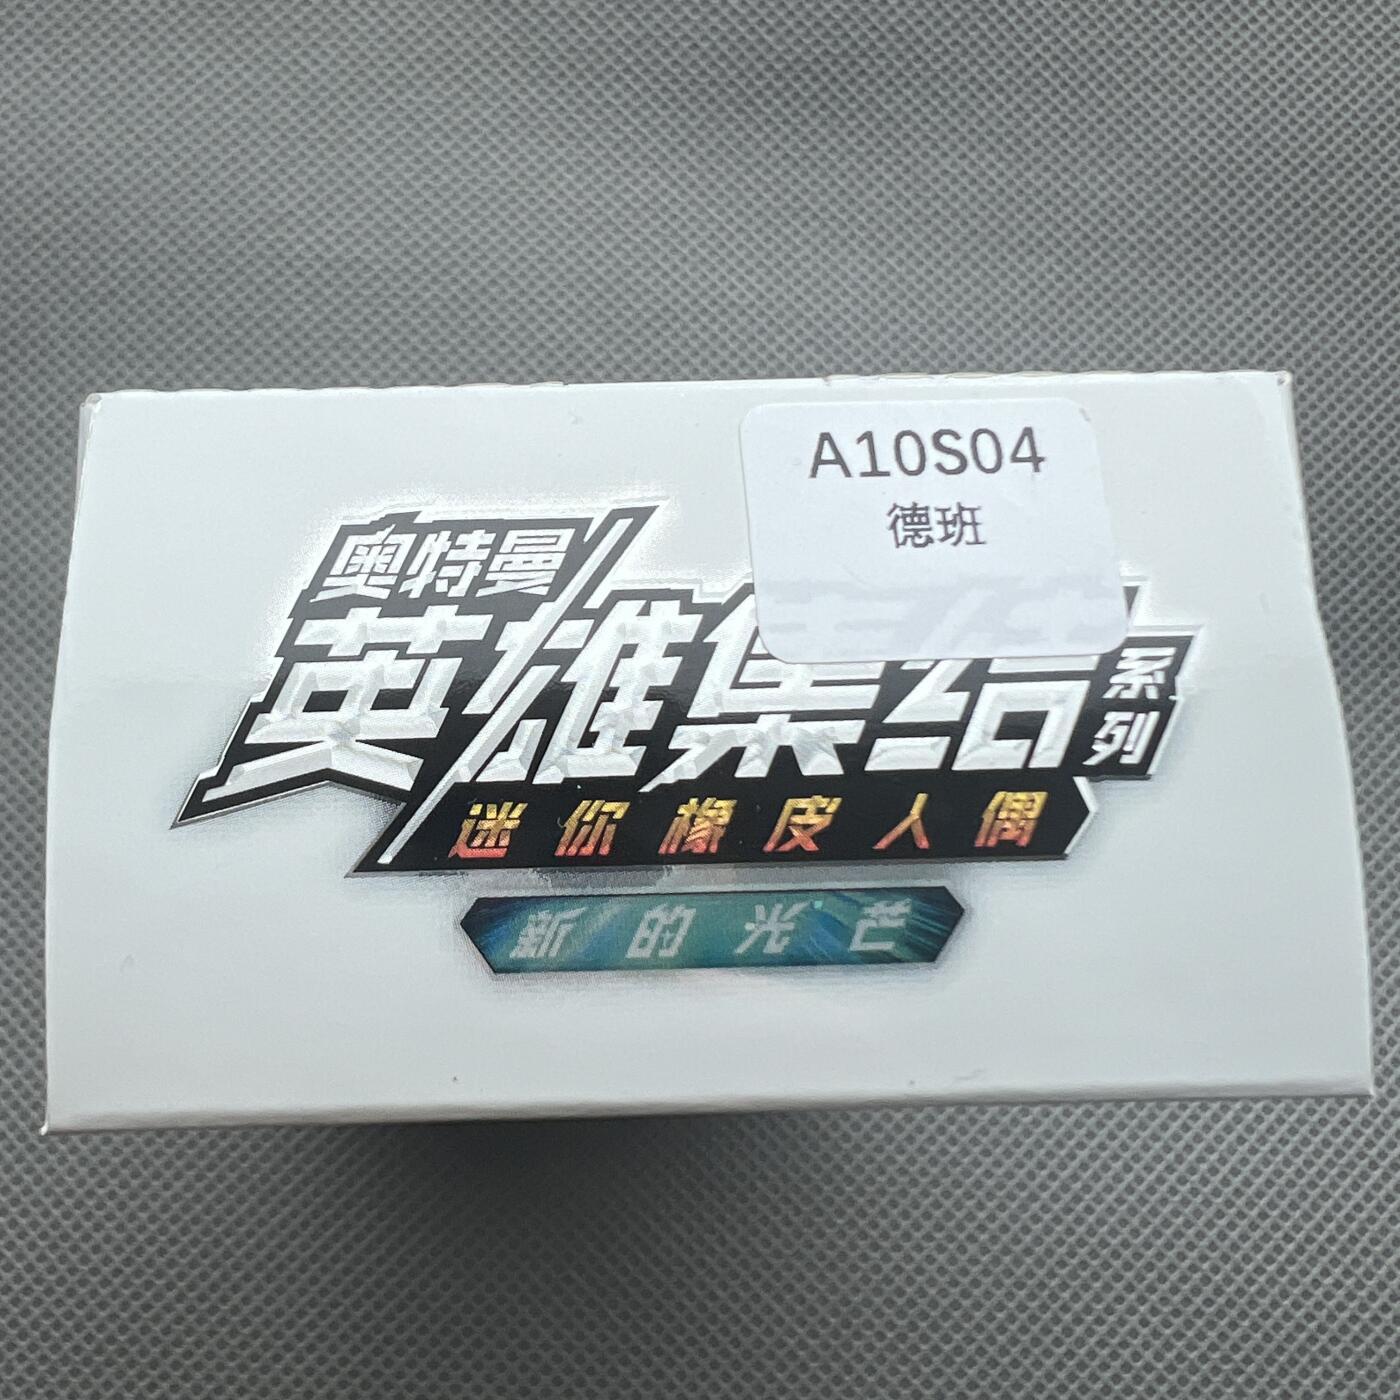 A10S04
德班
奥特曼
英雄集结
系列
迷你橡皮人偶
新的光芒